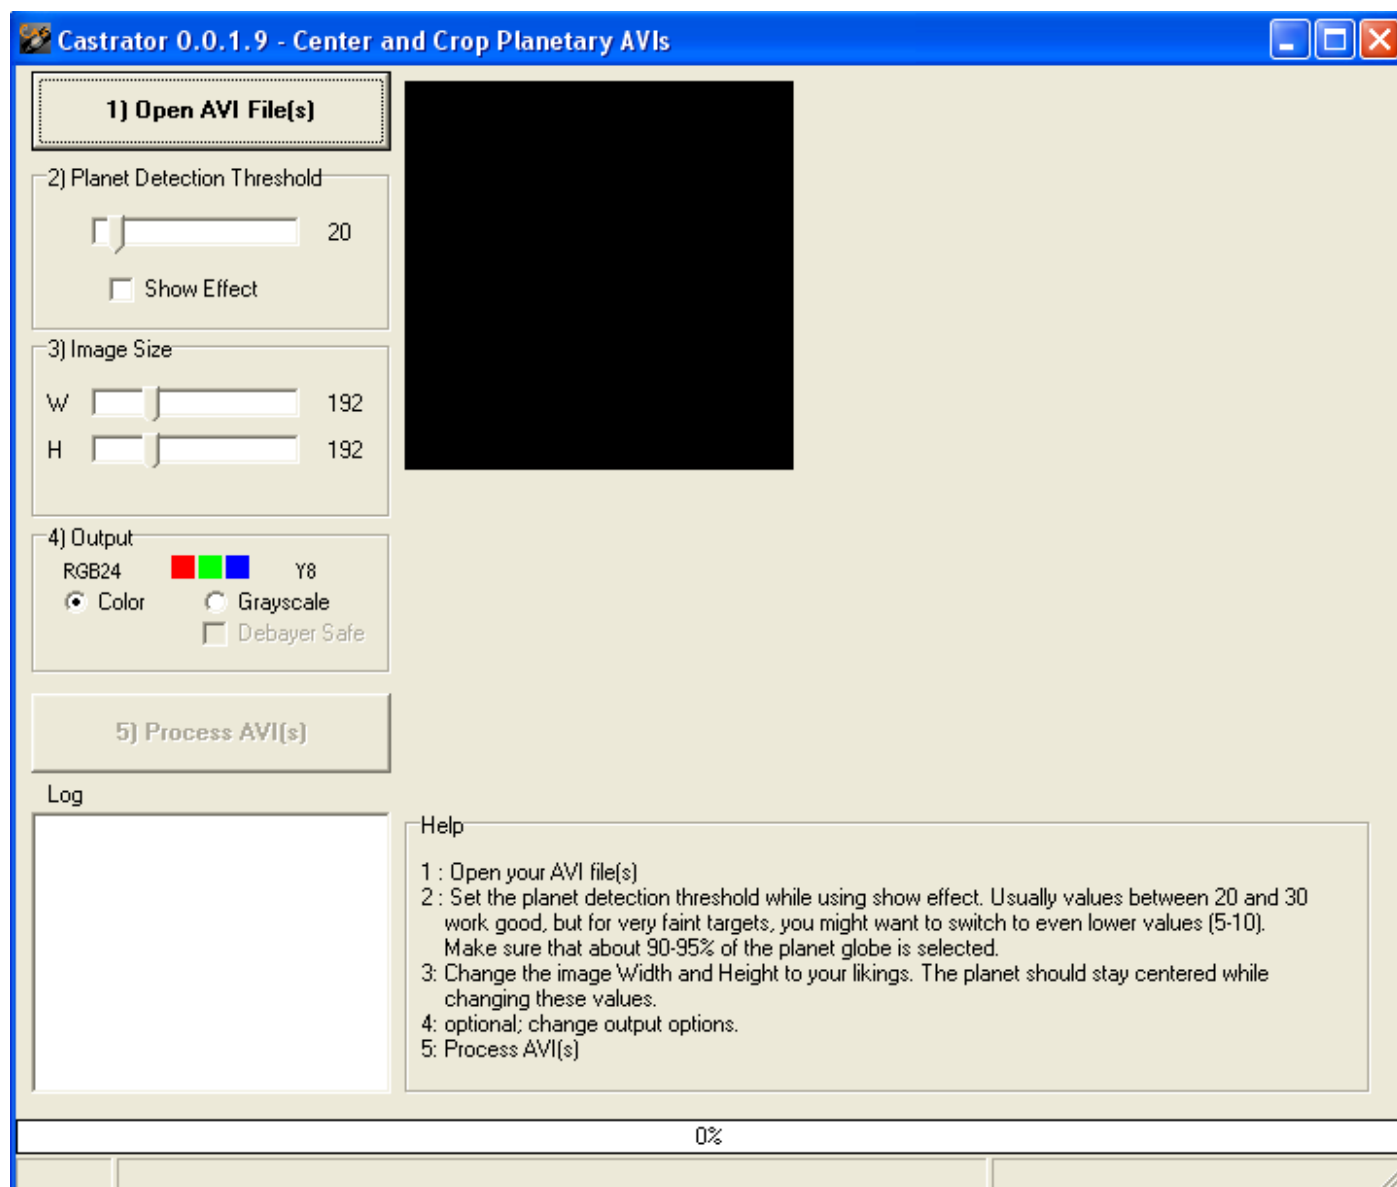 Castrator 0.0.1.9 - Center and Crop Planetary AVIs
1) Open AVI File(s)
2) Planet Detection Threshold
20
Show Effect
3) Image Size
W 192
H 192
4) Output
RGB24 Y8
Color Grayscale
Debayer Safe
5) Process AVI(s)
Log
Help
1 : Open your AVI file(s)
2 : Set the planet detection threshold while using show effect. Usually values between 20 and 30
work good, but for very faint targets, you might want to switch to even lower values (5-10).
Make sure that about 90-95% of the planet globe is selected.
3: Change the image Width and Height to your likings. The planet should stay centered while
changing these values.
4: optional; change output options.
5: Process AVI(s)
0%